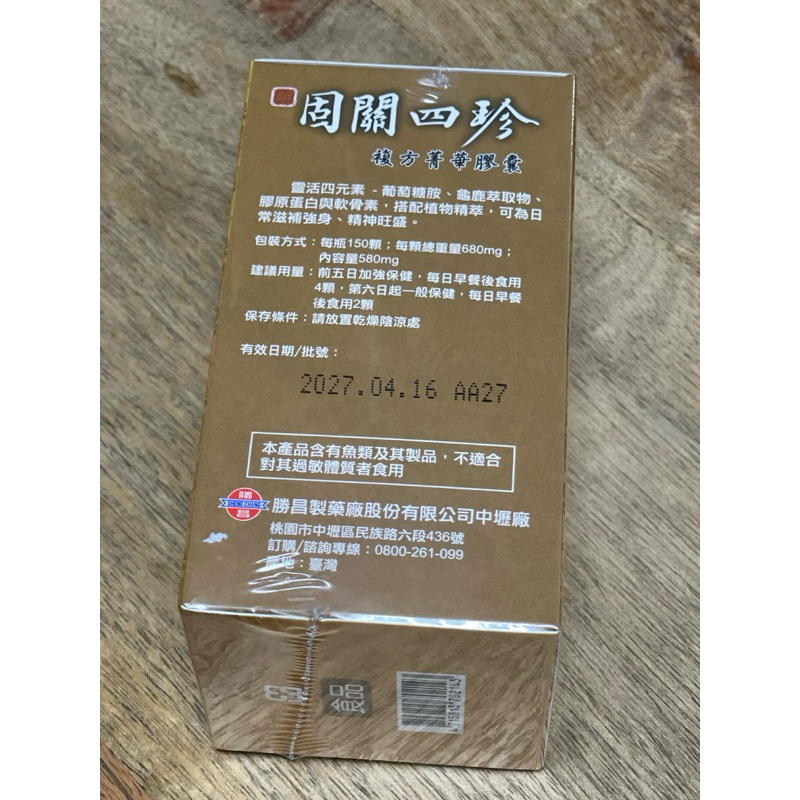 固關四珍
複方菁華膠囊
靈活四元素 - 葡萄糖胺、龜鹿萃取物、
膠原蛋白與軟骨素，搭配植物精萃，可為日
常滋補強身、精神旺盛。
包裝方式：每瓶150顆；每顆總重量680mg；
內容量580mg
建議用量：前五日加強保健，每日早餐後食用
4顆，第六日起一般保健，每日早餐
後食用2顆
保存條件：請放置乾燥陰涼處
有效日期/批號：
2027.04.16 AA27
本產品含有魚類及其製品，不適合
對其過敏體質者食用
勝
昌
勝昌製藥廠股份有限公司中壢廠
桃園市中壢區民族路六段436號
訂購/諮詢專線：0800-261-099
產地：臺灣
食品